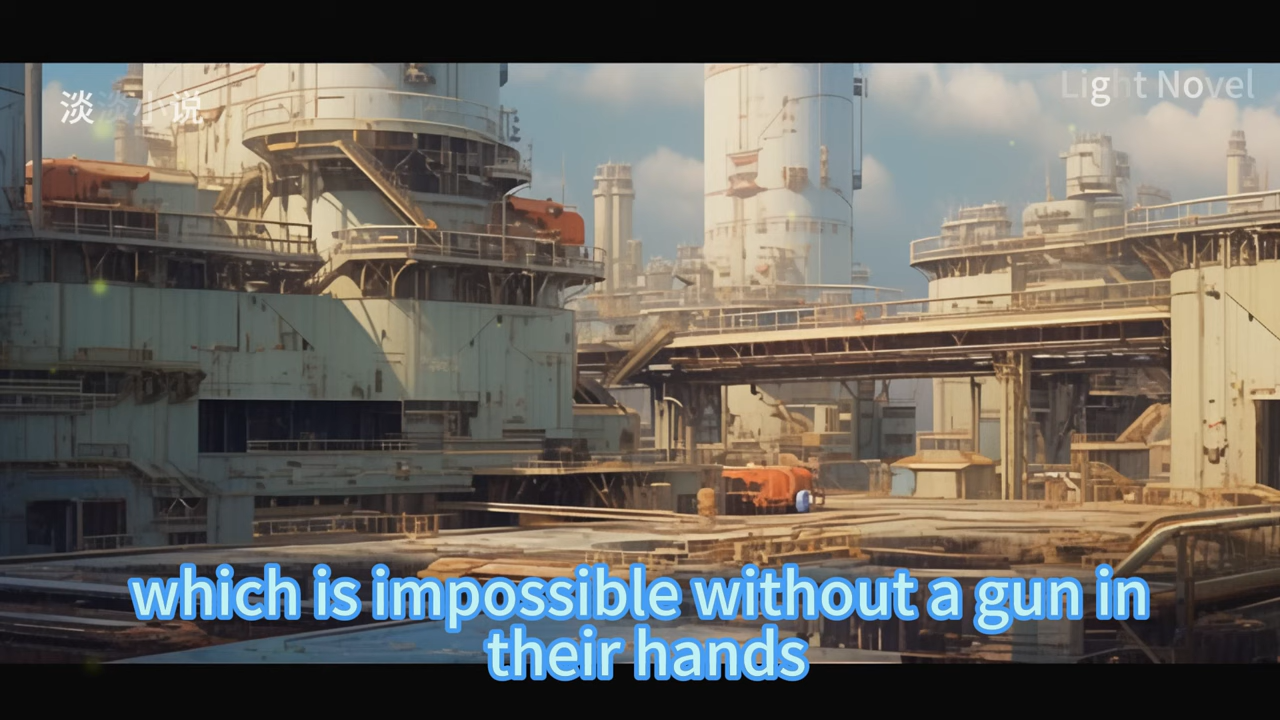 淡淡小说
Light Novel
which is impossible without a gun in
their hands